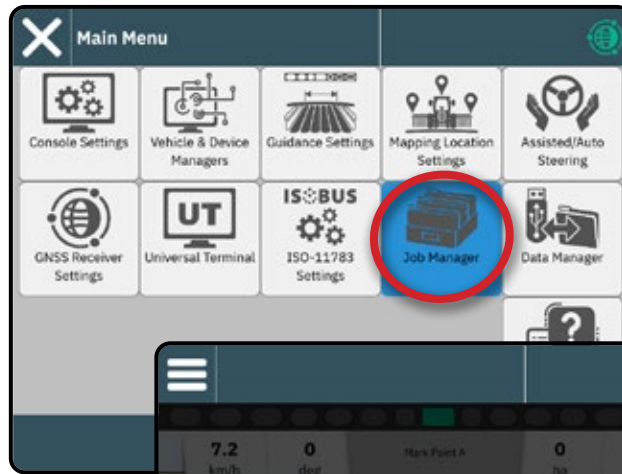 Main Menu
Console Settings
Vehicle & Device
Managers
Guidance Settings
Mapping Location
Settings
Assisted/Auto
Steering
GNSS Receiver
Settings
UT
Universal Terminal
ISOBUS
ISO-11783
Settings
Job Manager
Data Manager
?
7.2
km/h
0
deg
Mark Point A
0
ha